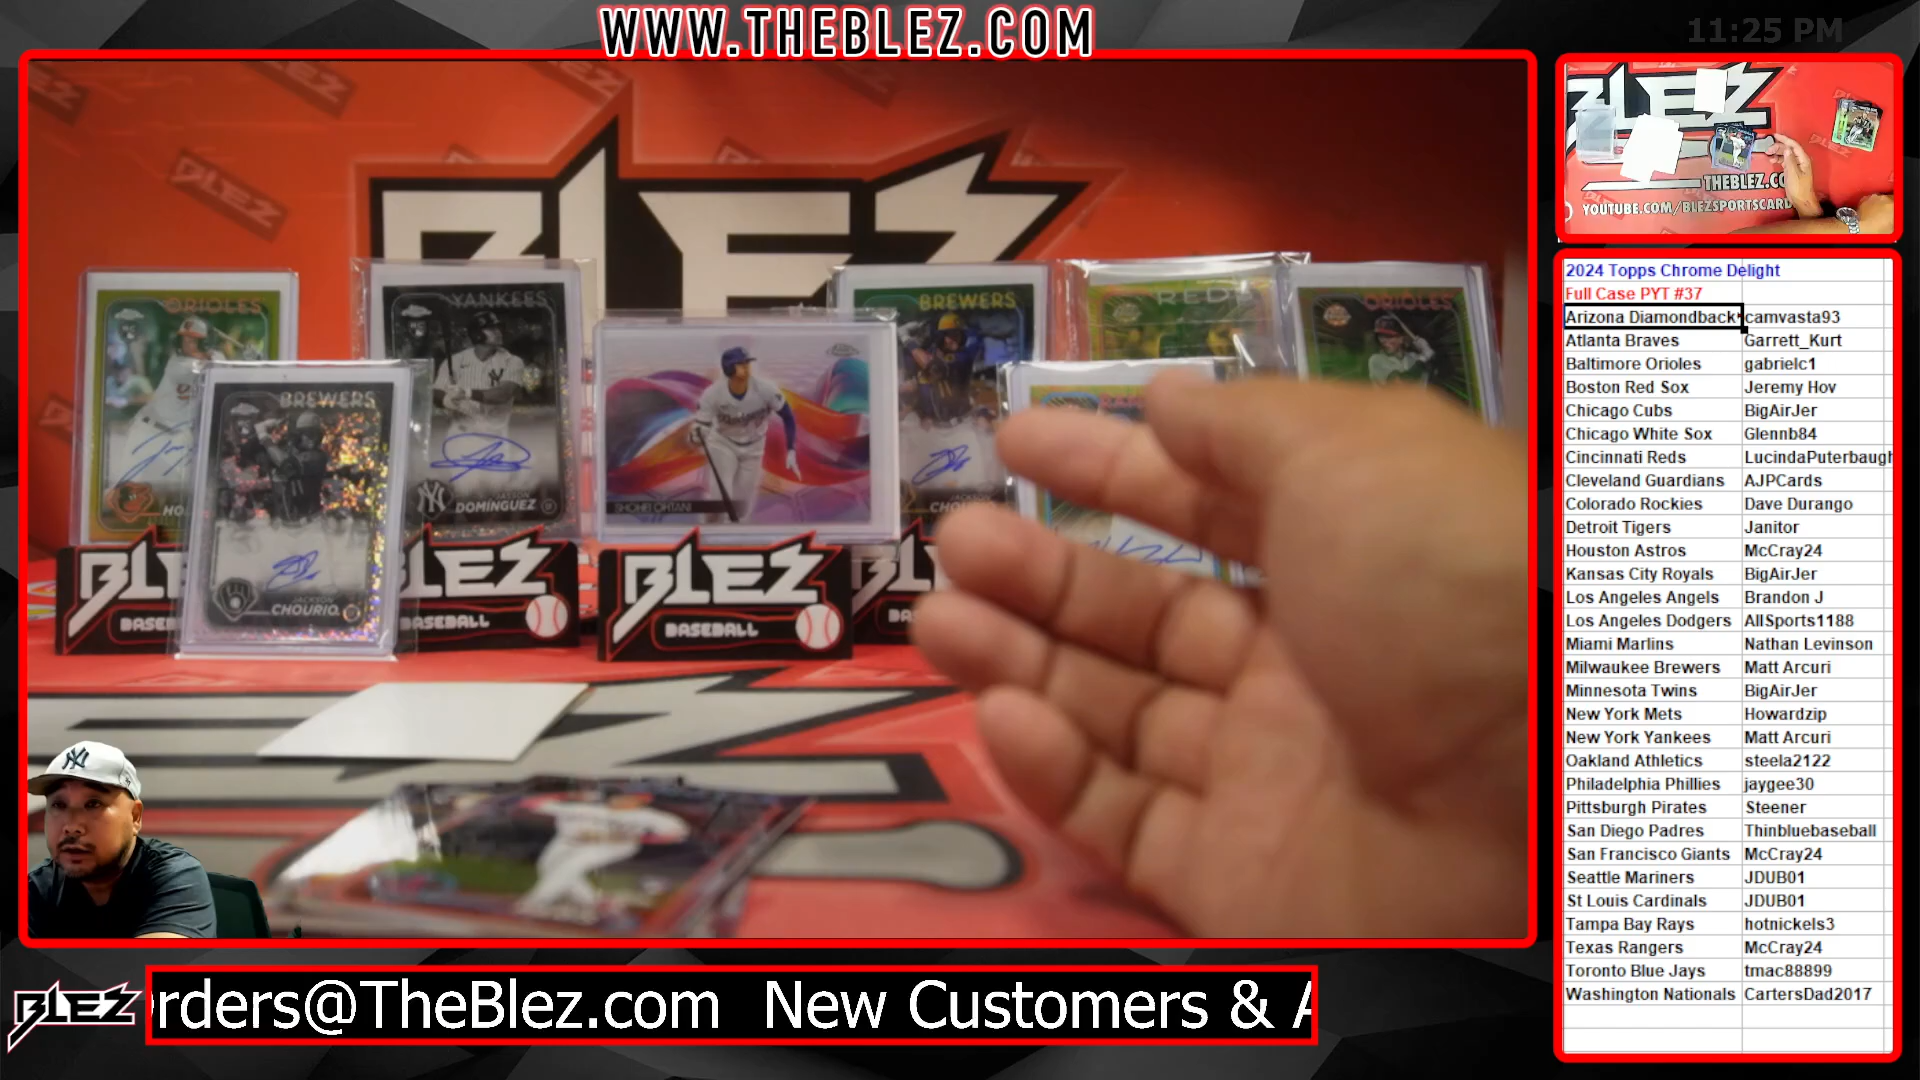 WWW.THEBLEZ.COM
11:25 PM
BLEZ
ORIOLES
YANKEES
BREWERS
REDS
ORIOLES
BREWERS
DOMINGUEZ
SHOHEI OHTANI
JACKSON
CHOURIO
BLEZ
BLEZ
BLEZ
BASEBALL
BASEBALL
THEBLEZ.CO
YOUTUBE.COM/BLEZSPORTSCARD
2024 Topps Chrome Delight
Full Case PYT #37
Arizona Diamondback camvasta93
Atlanta Braves Garrett_Kurt
Baltimore Orioles gabrielc1
Boston Red Sox Jeremy Hov
Chicago Cubs BigAirJer
Chicago White Sox Glennb84
Cincinnati Reds LucindaPuterbaugh
Cleveland Guardians AJPCards
Colorado Rockies Dave Durango
Detroit Tigers Janitor
Houston Astros McCray24
Kansas City Royals BigAirJer
Los Angeles Angels Brandon J
Los Angeles Dodgers AllSports1188
Miami Marlins Nathan Levinson
Milwaukee Brewers Matt Arcuri
Minnesota Twins BigAirJer
New York Mets Howardzip
New York Yankees Matt Arcuri
Oakland Athletics steela2122
Philadelphia Phillies jaygee30
Pittsburgh Pirates Steener
San Diego Padres Thinbluebaseball
San Francisco Giants McCray24
Seattle Mariners JDUB01
St Louis Cardinals JDUB01
Tampa Bay Rays hotnickels3
Texas Rangers McCray24
Toronto Blue Jays tmac88899
Washington Nationals CartersDad2017
BLEZ
rders@TheBlez.com New Customers & A